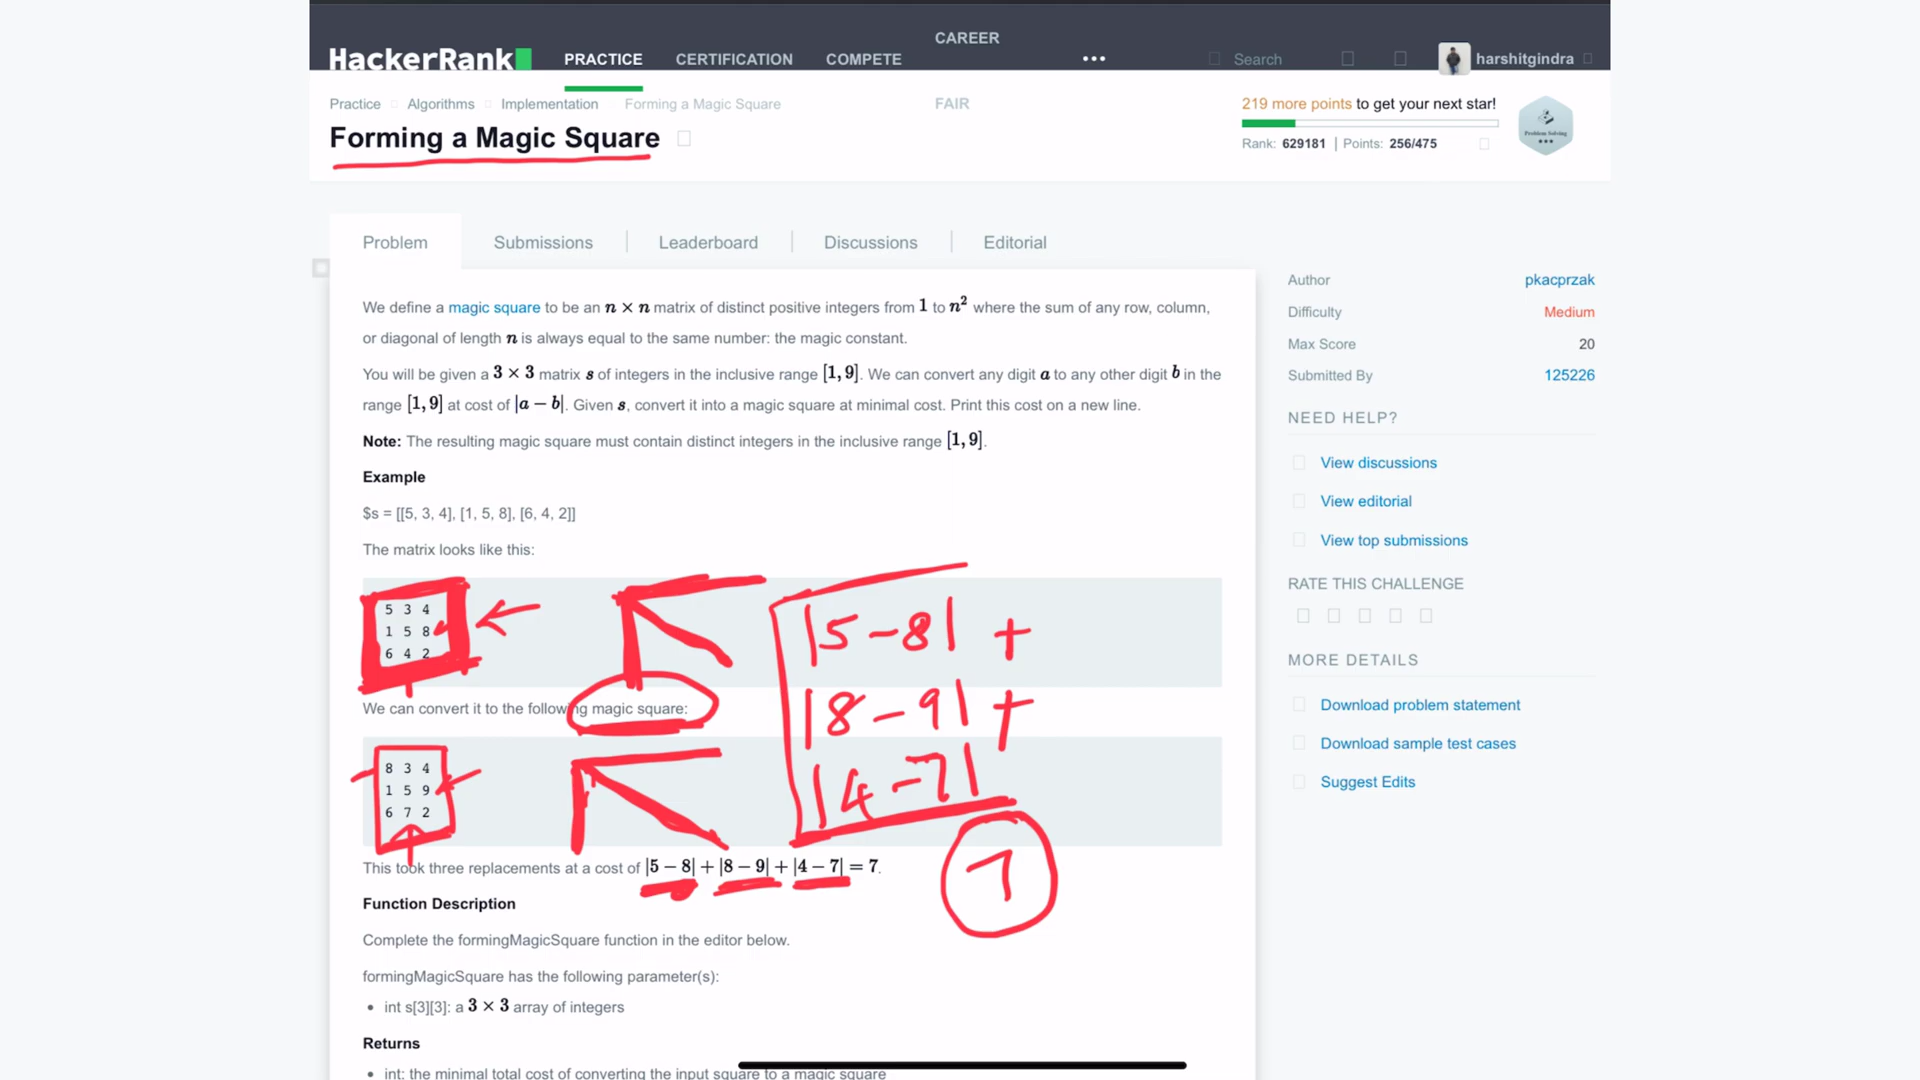 HackerRank PRACTICE CERTIFICATION COMPETE CAREER FAIR ••• Search harshitgindra
Practice Algorithms Implementation Forming a Magic Square
Forming a Magic Square
219 more points to get your next star!
Rank: 629181 | Points: 256/475
Problem Solving
Problem Submissions Leaderboard Discussions Editorial
We define a magic square to be an n × n matrix of distinct positive integers from 1 to n² where the sum of any row, column,
or diagonal of length n is always equal to the same number: the magic constant.
You will be given a 3 × 3 matrix s of integers in the inclusive range [1, 9]. We can convert any digit a to any other digit b in the
range [1, 9] at cost of |a − b|. Given s, convert it into a magic square at minimal cost. Print this cost on a new line.
Note: The resulting magic square must contain distinct integers in the inclusive range [1, 9].
Example
$s = [[5, 3, 4], [1, 5, 8], [6, 4, 2]]
The matrix looks like this:
5 3 4
1 5 8
6 4 2
|5-8| +
|8-9| +
|4-7|
7
We can convert it to the following magic square:
8 3 4
1 5 9
6 7 2
This took three replacements at a cost of |5 − 8| + |8 − 9| + |4 − 7| = 7.
Function Description
Complete the formingMagicSquare function in the editor below.
formingMagicSquare has the following parameter(s):
• int s[3][3]: a 3 × 3 array of integers
Returns
• int: the minimal total cost of converting the input square to a magic square
Author pkacprzak
Difficulty Medium
Max Score 20
Submitted By 125226
NEED HELP?
View discussions
View editorial
View top submissions
RATE THIS CHALLENGE
MORE DETAILS
Download problem statement
Download sample test cases
Suggest Edits